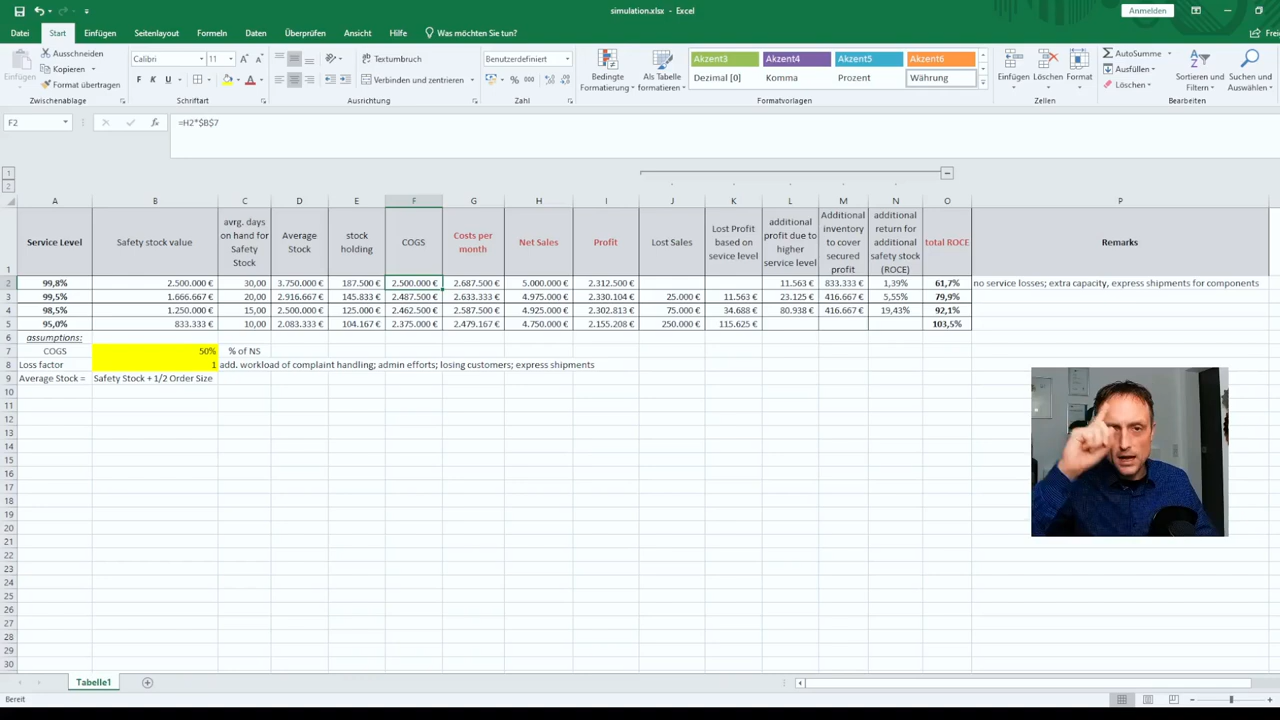 simulation.xlsx - Excel
Anmelden
Datei Start Einfügen Seitenlayout Formeln Daten Überprüfen Ansicht Hilfe Was möchten Sie tun? Frei
Ausschneiden
Kopieren
Format übertragen
Einfügen
Zwischenablage
Calibri 11
F K U
Schriftart
Textumbruch
Verbinden und zentrieren
Ausrichtung
Benutzerdefiniert
% 000
Zahl
Bedingte Formatierung
Als Tabelle formatieren
Akzent3 Akzent4 Akzent5 Akzent6
Dezimal [0] Komma Prozent Währung
Formatvorlagen
Einfügen Löschen Format
Zellen
AutoSumme
Ausfüllen
Löschen
Sortieren und Filtern
Suchen und Auswählen
Bearbeiten
F2 fx =H2*$B$7
1
2
A B C D E F G H I J K L M N O P
1 Service Level Safety stock value avrg. days on hand for Safety Stock Average Stock stock holding COGS Costs per month Net Sales Profit Lost Sales Lost Profit based on sevice level additional profit due to higher service level Additional inventory to cover secured profit additional return for additional safety stock (ROCE) total ROCE Remarks
2 99,8% 2.500.000 € 30,00 3.750.000 € 187.500 € 2.500.000 € 2.687.500 € 5.000.000 € 2.312.500 € 11.563 € 833.333 € 1,39% 61,7% no service losses; extra capacity, express shipments for components
3 99,5% 1.666.667 € 20,00 2.916.667 € 145.833 € 2.487.500 € 2.633.333 € 4.975.000 € 2.330.104 € 25.000 € 11.563 € 23.125 € 416.667 € 5,55% 79,9%
4 98,5% 1.250.000 € 15,00 2.500.000 € 125.000 € 2.462.500 € 2.587.500 € 4.925.000 € 2.302.813 € 75.000 € 34.688 € 80.938 € 416.667 € 19,43% 92,1%
5 95,0% 833.333 € 10,00 2.083.333 € 104.167 € 2.375.000 € 2.479.167 € 4.750.000 € 2.155.208 € 250.000 € 115.625 € 103,5%
6 assumptions:
7 COGS 50% % of NS
8 Loss factor 1 add. workload of complaint handling; admin efforts; losing customers; express shipments
9 Average Stock = Safety Stock + 1/2 Order Size
10
11
12
13
14
15
16
17
18
19
20
21
22
23
24
25
26
27
28
29
30
Tabelle1
Bereit